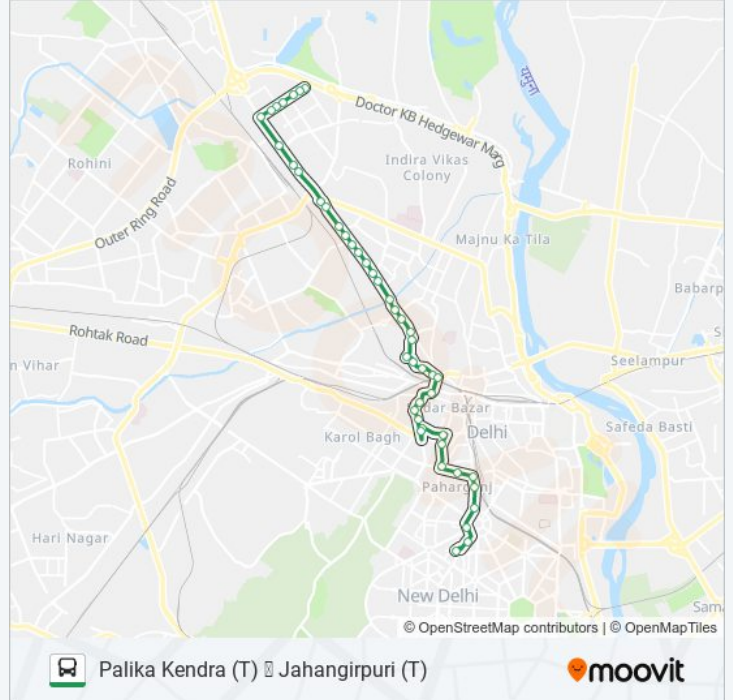 Doctor KB Hedgewar Marg
Indira Vikas
Colony
Rohini
Outer Ring Road
Majnu Ka Tila
Babarp
Rohtak Road
S
Seelampur
n Vihar
dar Bazar
Safeda Basti
Karol Bagh
Delhi
Paharganj
Hari Nagar
New Delhi
Sam
© OpenStreetMap contributors | © OpenMapTiles
Palika Kendra (T) Jahangirpuri (T)
moovit